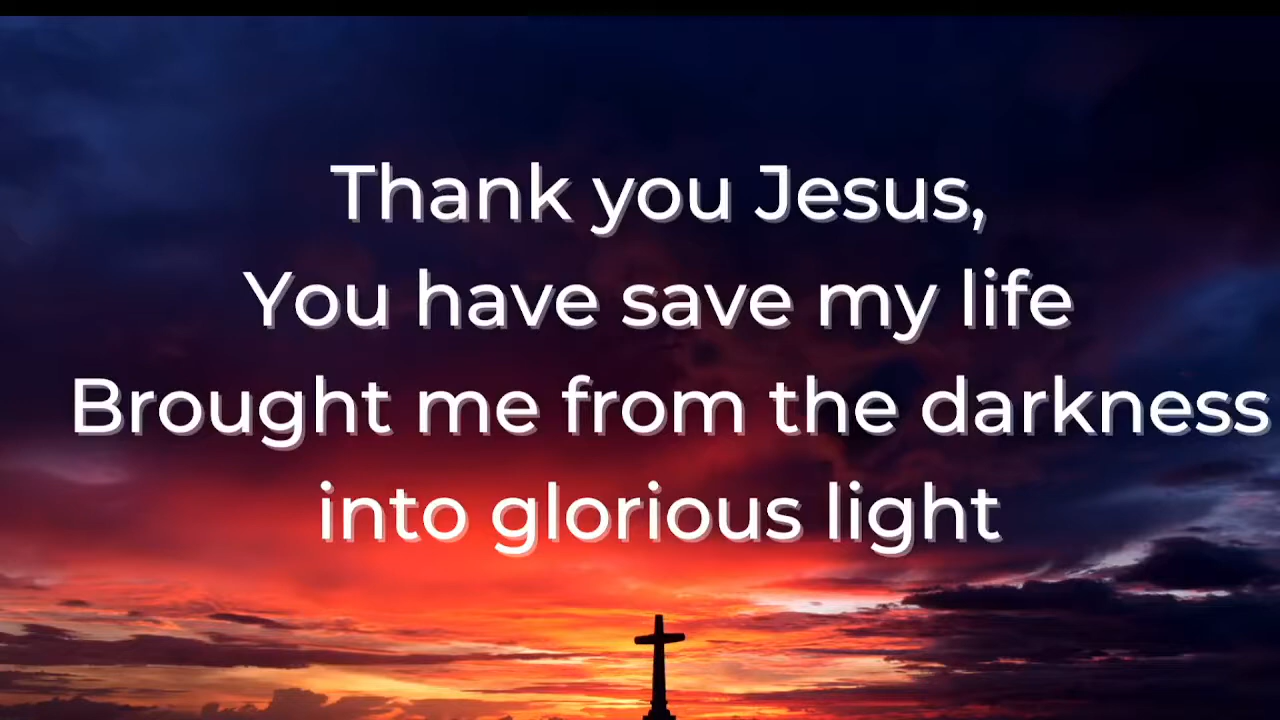 Thank you Jesus,
You have save my life
Brought me from the darkness
into glorious light